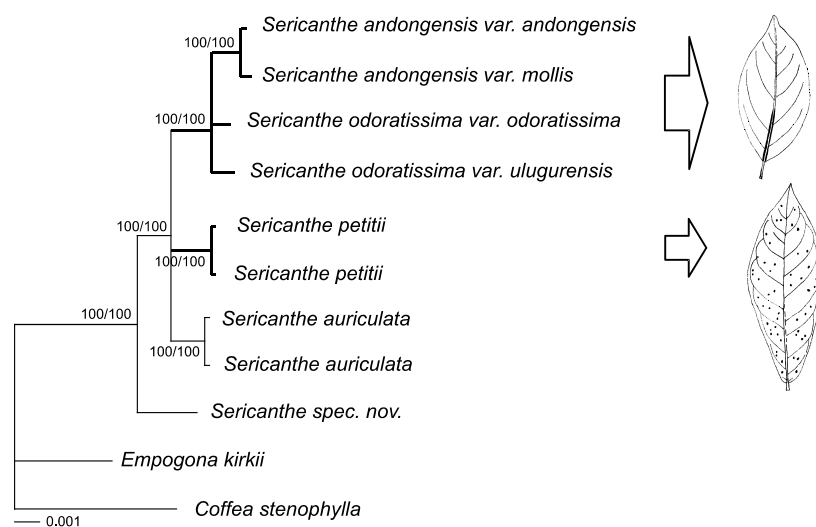 100/100
Sericanthe andongensis var. andongensis
Sericanthe andongensis var. mollis
100/100
Sericanthe odoratissima var. odoratissima
Sericanthe odoratissima var. ulugurensis
100/100
Sericanthe petitii
100/100
Sericanthe petitii
100/100
Sericanthe auriculata
100/100
Sericanthe auriculata
Sericanthe spec. nov.
Empogona kirkii
Coffea stenophylla
0.001